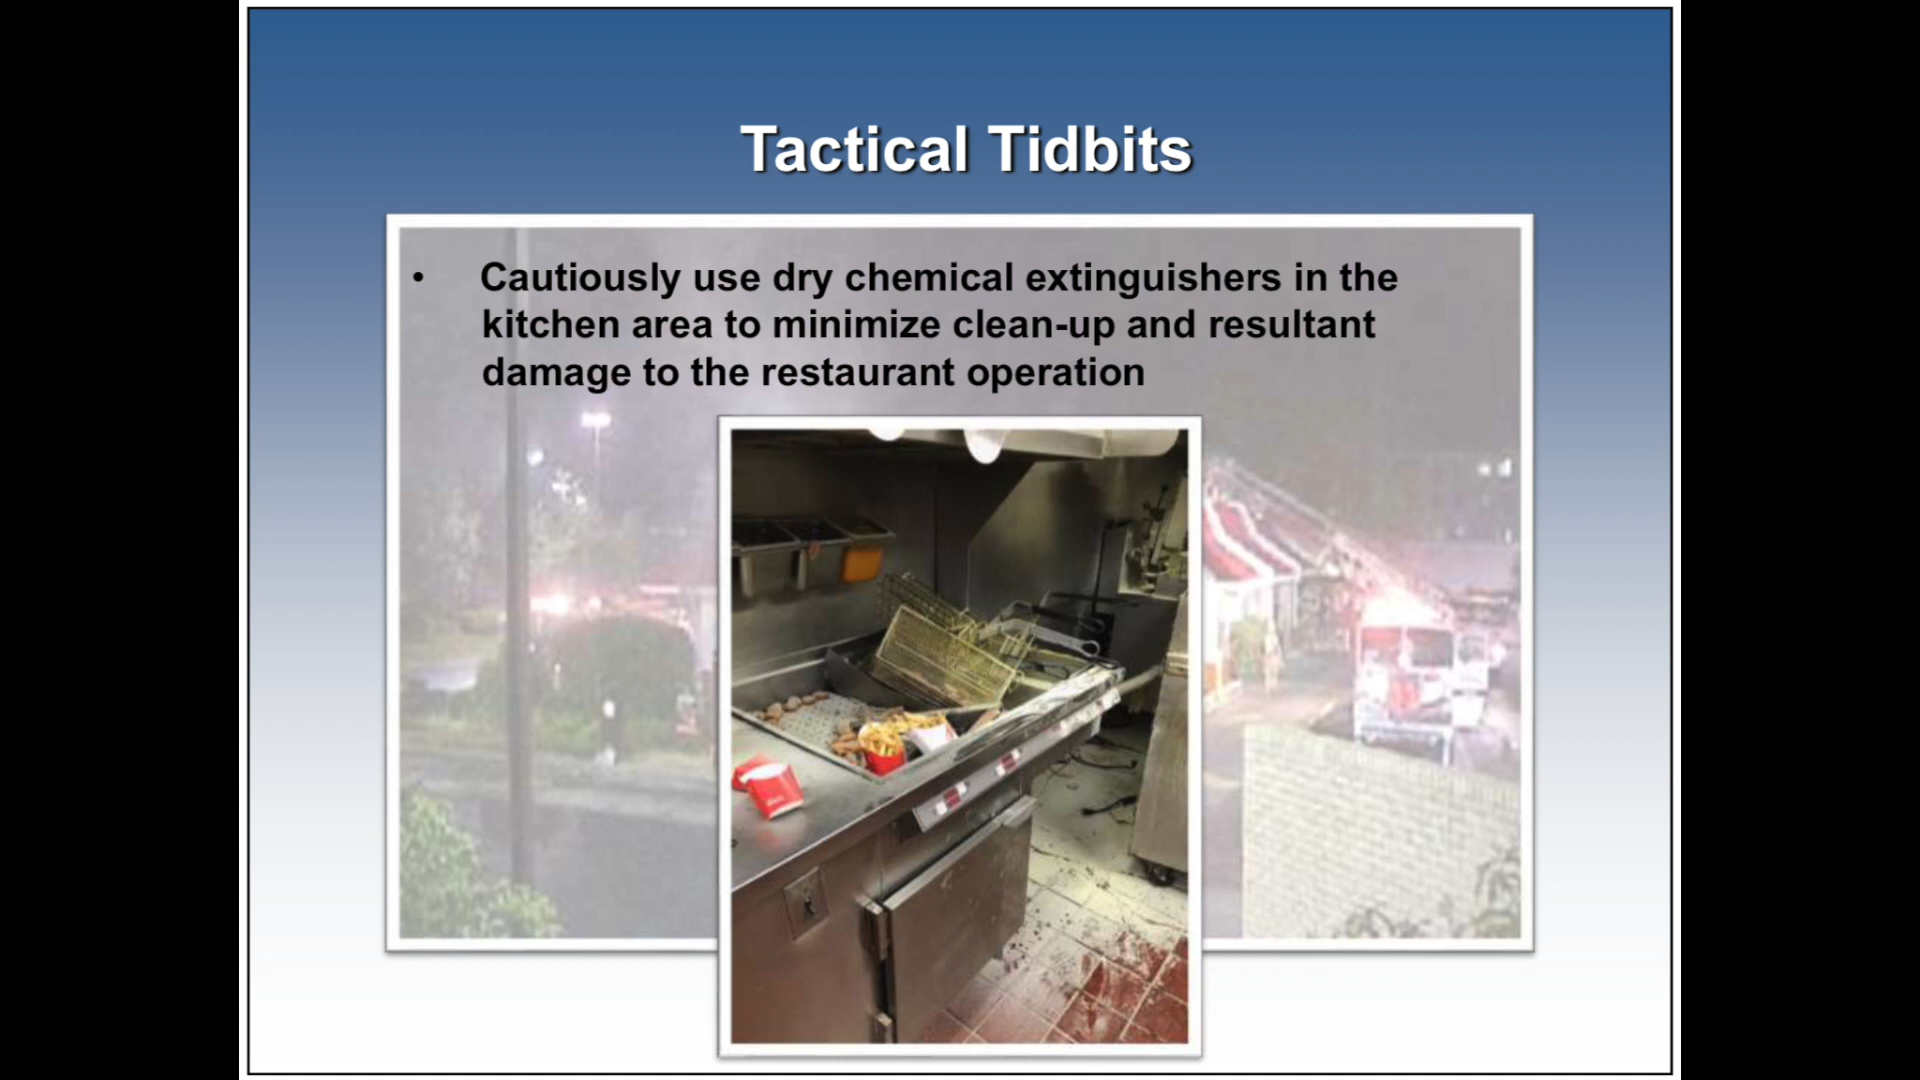 Tactical Tidbits
• Cautiously use dry chemical extinguishers in the
kitchen area to minimize clean-up and resultant
damage to the restaurant operation